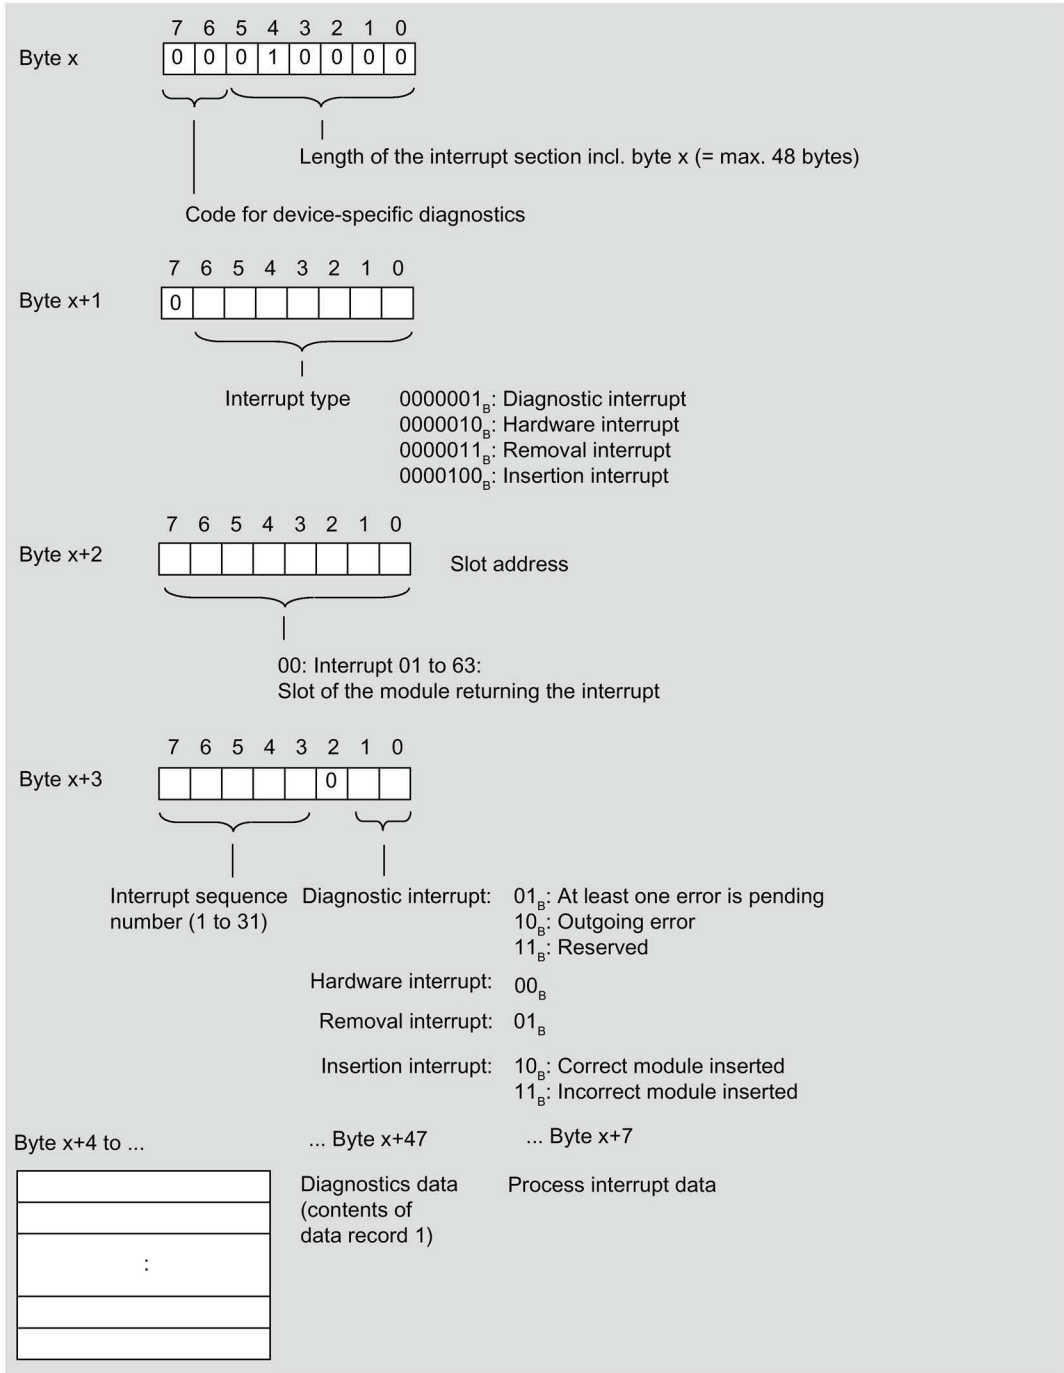 7 6 5 4 3 2 1 0
Byte x 0 0 0 1 0 0 0 0
Length of the interrupt section incl. byte x (= max. 48 bytes)
Code for device-specific diagnostics
7 6 5 4 3 2 1 0
Byte x+1 0
Interrupt type 0000001B: Diagnostic interrupt
0000010B: Hardware interrupt
0000011B: Removal interrupt
0000100B: Insertion interrupt
7 6 5 4 3 2 1 0
Byte x+2 Slot address
00: Interrupt 01 to 63:
Slot of the module returning the interrupt
7 6 5 4 3 2 1 0
Byte x+3 0
Interrupt sequence
number (1 to 31)
Diagnostic interrupt: 01B: At least one error is pending
10B: Outgoing error
11B: Reserved
Hardware interrupt: 00B
Removal interrupt: 01B
Insertion interrupt: 10B: Correct module inserted
11B: Incorrect module inserted
Byte x+4 to ... ... Byte x+47 ... Byte x+7
Diagnostics data
(contents of
data record 1)
Process interrupt data
: